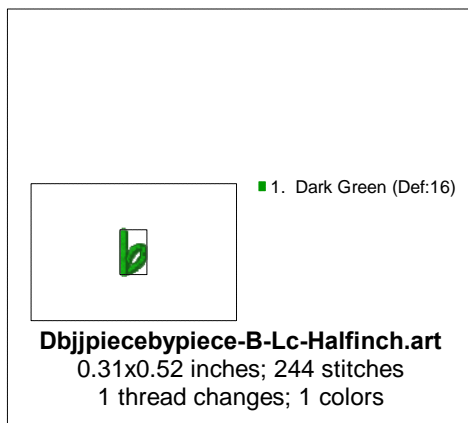 1. Dark Green (Def:16)
b
Dbjjpiecebypiece-B-Lc-Halfinch.art
0.31x0.52 inches; 244 stitches
1 thread changes; 1 colors